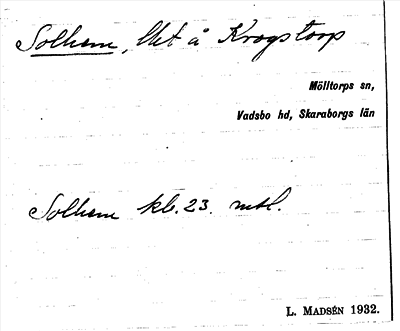 Solhem, lht å Krogstorp
Mölltorps sn,
Vadsbo hd, Skaraborgs län
Solhem kb. 23. mtl.
L. MADSÉN 1932.